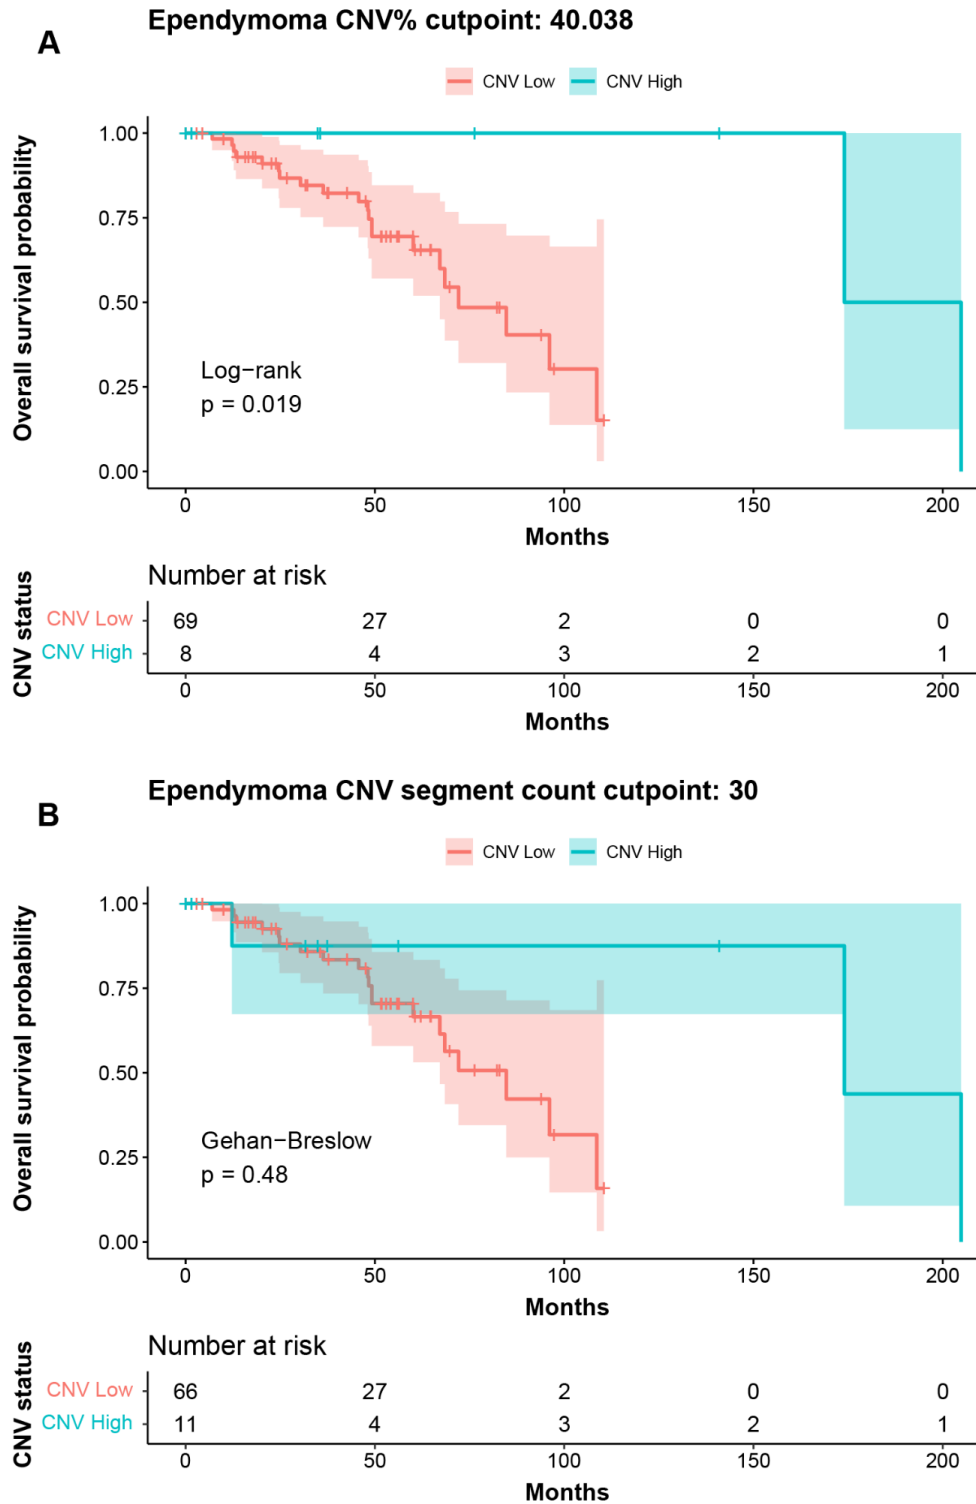 A
Ependymoma CNV% cutpoint: 40.038
CNV Low CNV High
Overall survival probability
1.00
0.75
0.50
0.25
0.00
Log-rank
p = 0.019
0 50 100 150 200
Months
Number at risk
CNV status
CNV Low 69 27 2 0 0
CNV High 8 4 3 2 1
0 50 100 150 200
Months
B
Ependymoma CNV segment count cutpoint: 30
CNV Low CNV High
Overall survival probability
1.00
0.75
0.50
0.25
0.00
Gehan-Breslow
p = 0.48
0 50 100 150 200
Months
Number at risk
CNV status
CNV Low 66 27 2 0 0
CNV High 11 4 3 2 1
0 50 100 150 200
Months